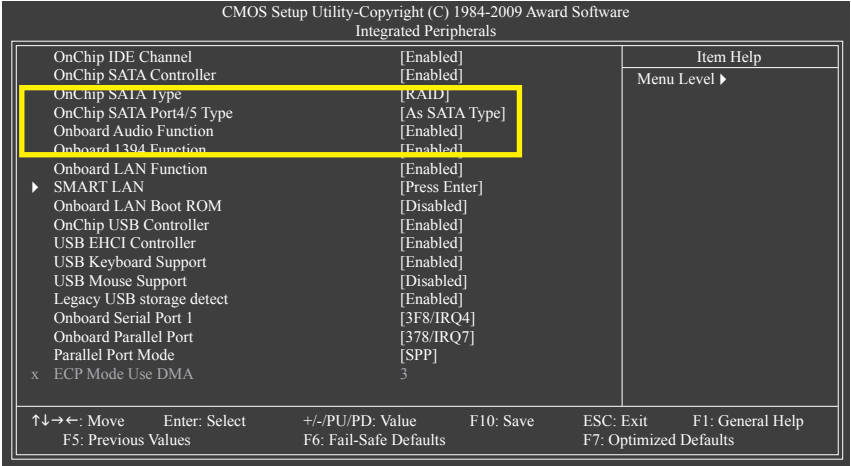 CMOS Setup Utility-Copyright (C) 1984-2009 Award Software
Integrated Peripherals
OnChip IDE Channel [Enabled]
OnChip SATA Controller [Enabled]
OnChip SATA Type [RAID]
OnChip SATA Port4/5 Type [As SATA Type]
Onboard Audio Function [Enabled]
Onboard 1394 Function [Enabled]
Onboard LAN Function [Enabled]
SMART LAN [Press Enter]
Onboard LAN Boot ROM [Disabled]
OnChip USB Controller [Enabled]
USB EHCI Controller [Enabled]
USB Keyboard Support [Enabled]
USB Mouse Support [Disabled]
Legacy USB storage detect [Enabled]
Onboard Serial Port 1 [3F8/IRQ4]
Onboard Parallel Port [378/IRQ7]
Parallel Port Mode [SPP]
x ECP Mode Use DMA 3
Item Help
Menu Level ▶
↑↓→←: Move Enter: Select +/-/PU/PD: Value F10: Save ESC: Exit F1: General Help
F5: Previous Values F6: Fail-Safe Defaults F7: Optimized Defaults